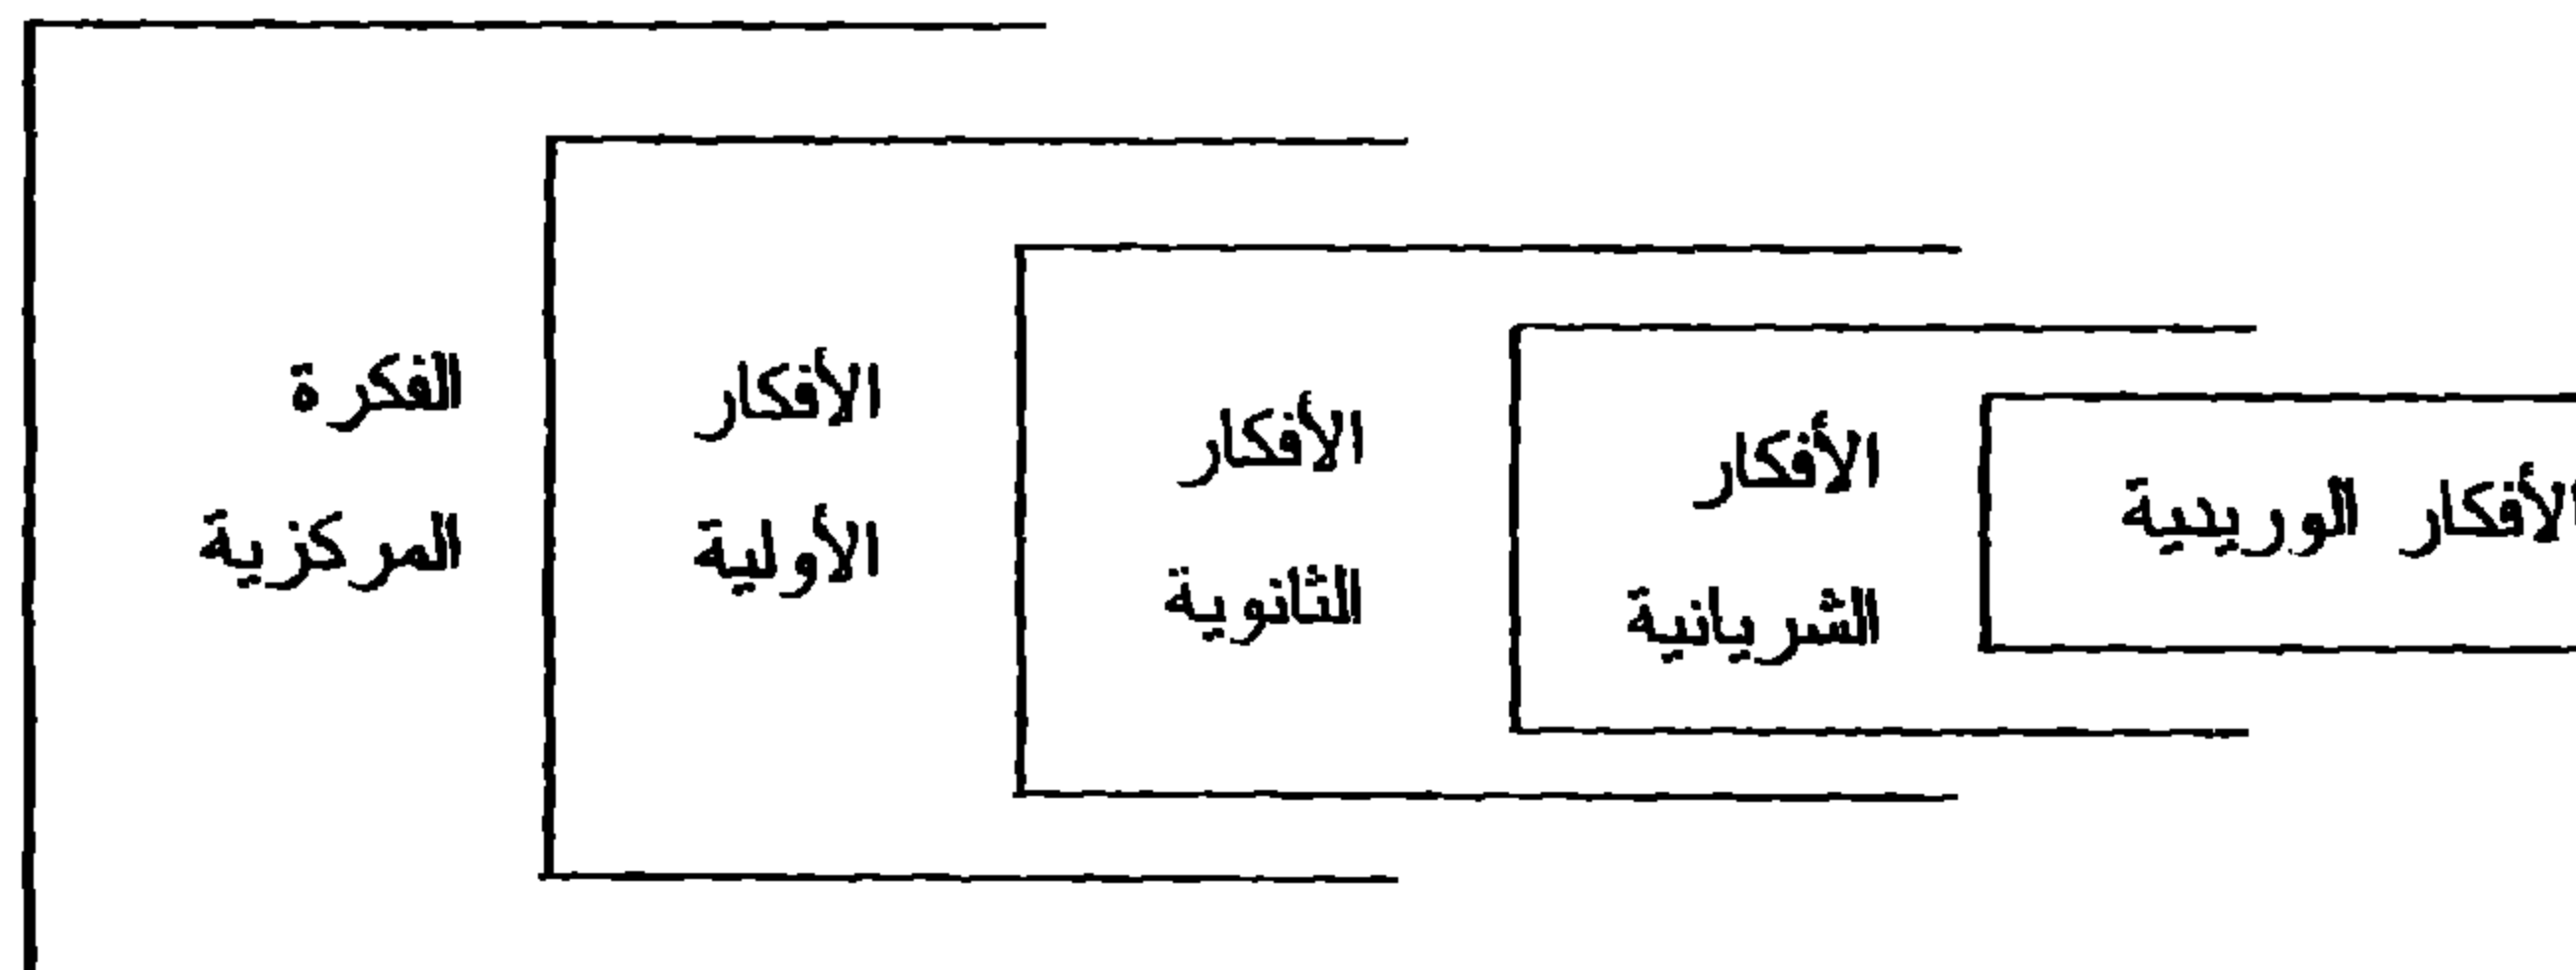 الفكرة
المركزية
الأفكار
الأولية
الأفكار
الثانوية
الأفكار
الشريانية
الأفكار الوريدية